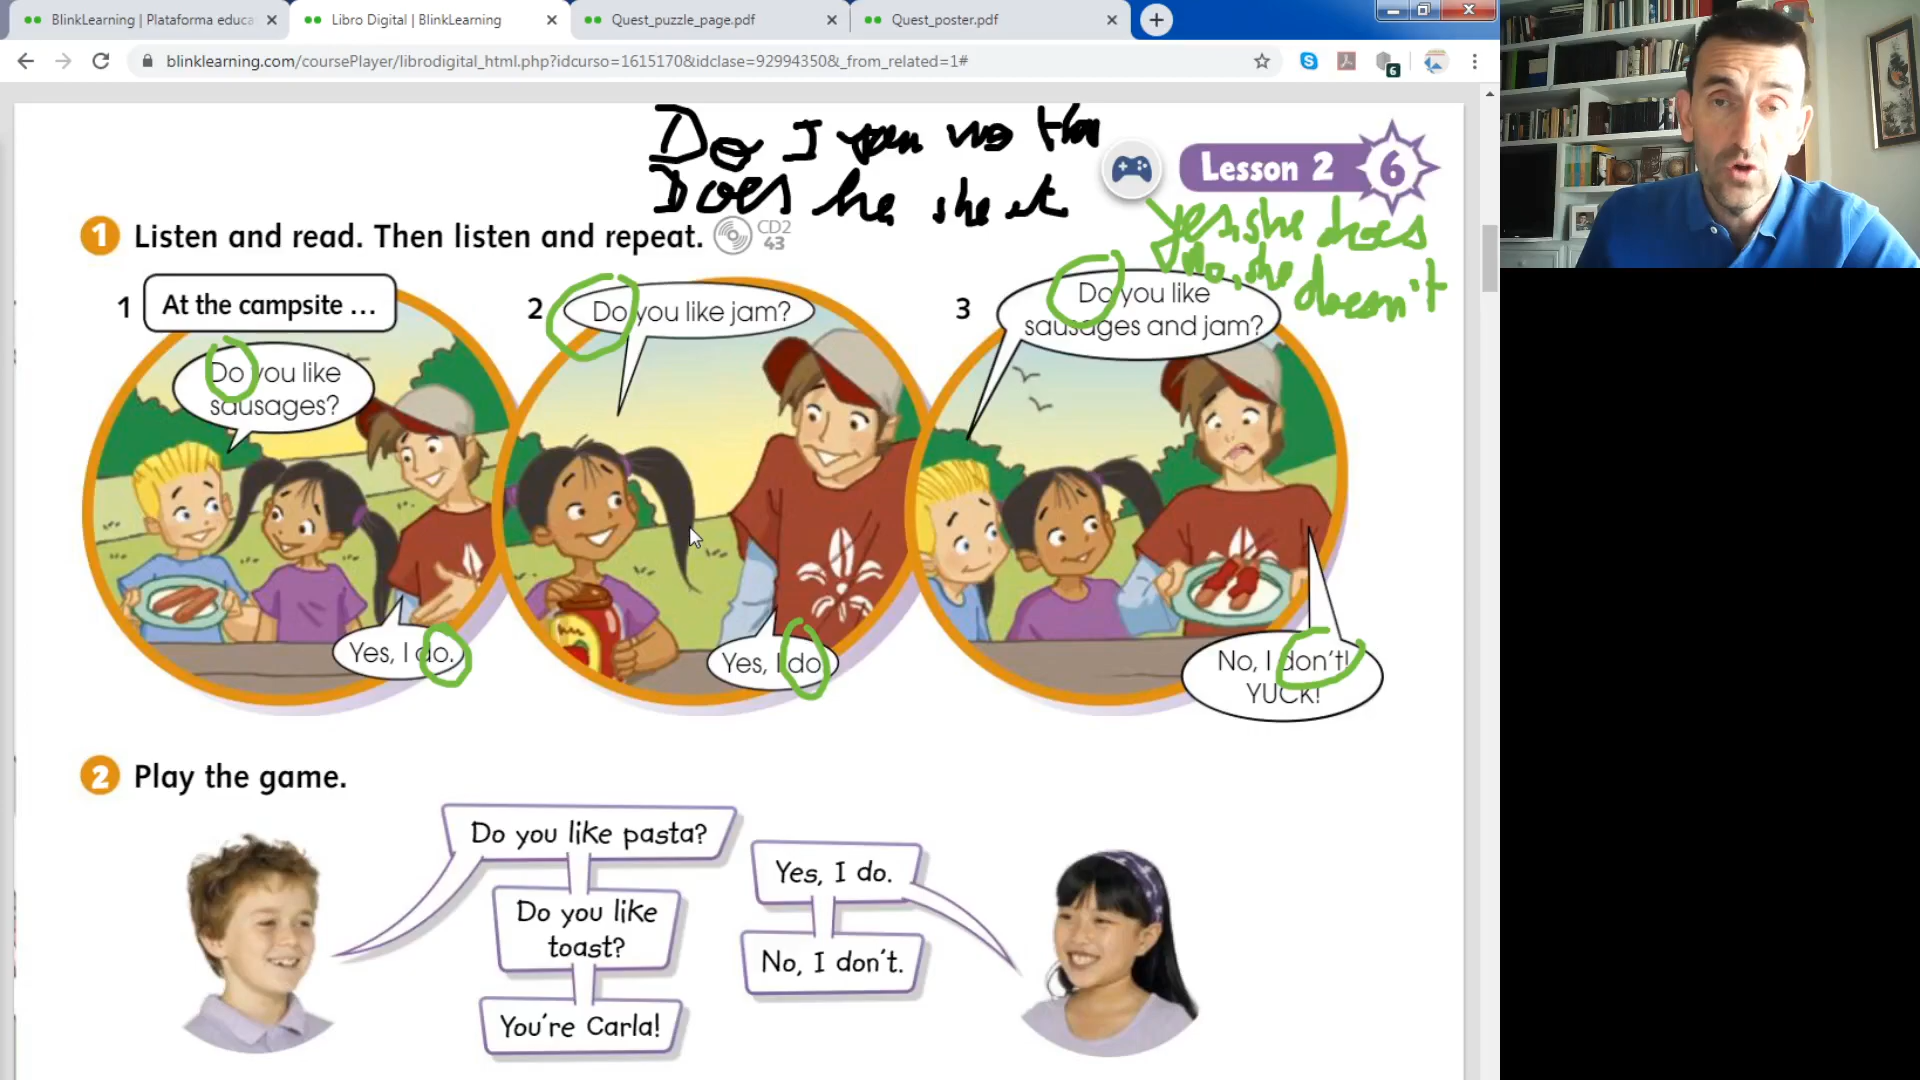 BlinkLearning | Plataforma educa
Libro Digital | BlinkLearning
Quest_puzzle_page.pdf
Quest_poster.pdf
blinklearning.com/coursePlayer/librodigital_html.php?idcurso=1615170&idclase=92994350&_from_related=1#
6
Do I you we they
Does he she it
Lesson 2 6
yes, she does
No, she doesn't
1 Listen and read. Then listen and repeat. CD2 43
1 At the campsite ...
Do you like
sausages?
Yes, I do.
2 Do you like jam?
Yes, I do
3 Do you like
sausages and jam?
No, I don't!
YUCK!
2 Play the game.
Do you like pasta?
Do you like
toast?
You're Carla!
Yes, I do.
No, I don't.